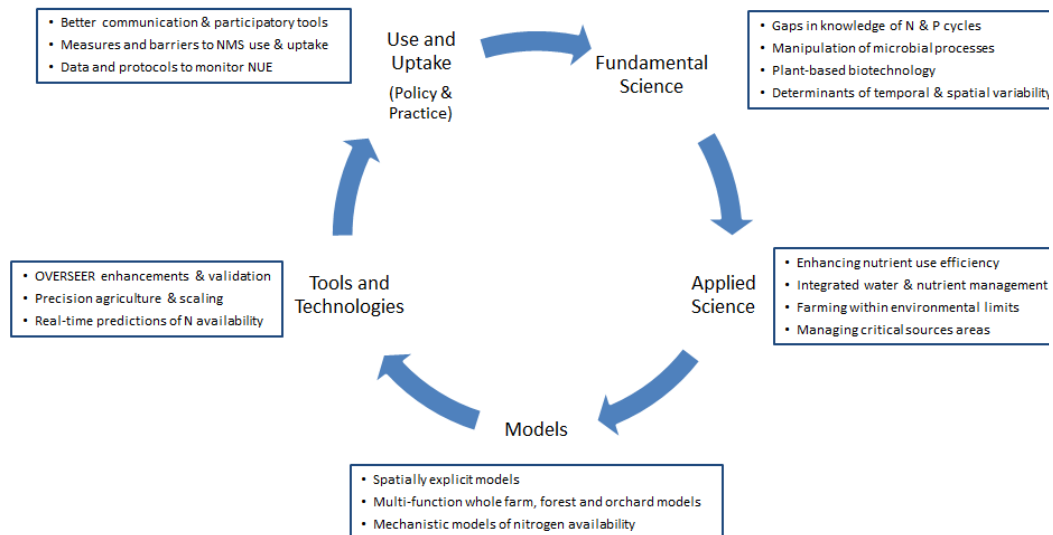 • Better communication & participatory tools
• Measures and barriers to NMS use & uptake
• Data and protocols to monitor NUE
Use and
Uptake
(Policy &
Practice)
Fundamental
Science
• Gaps in knowledge of N & P cycles
• Manipulation of microbial processes
• Plant-based biotechnology
• Determinants of temporal & spatial variability
• OVERSEER enhancements & validation
• Precision agriculture & scaling
• Real-time predictions of N availability
Tools and
Technologies
Applied
Science
• Enhancing nutrient use efficiency
• Integrated water & nutrient management
• Farming within environmental limits
• Managing critical sources areas
Models
• Spatially explicit models
• Multi-function whole farm, forest and orchard models
• Mechanistic models of nitrogen availability